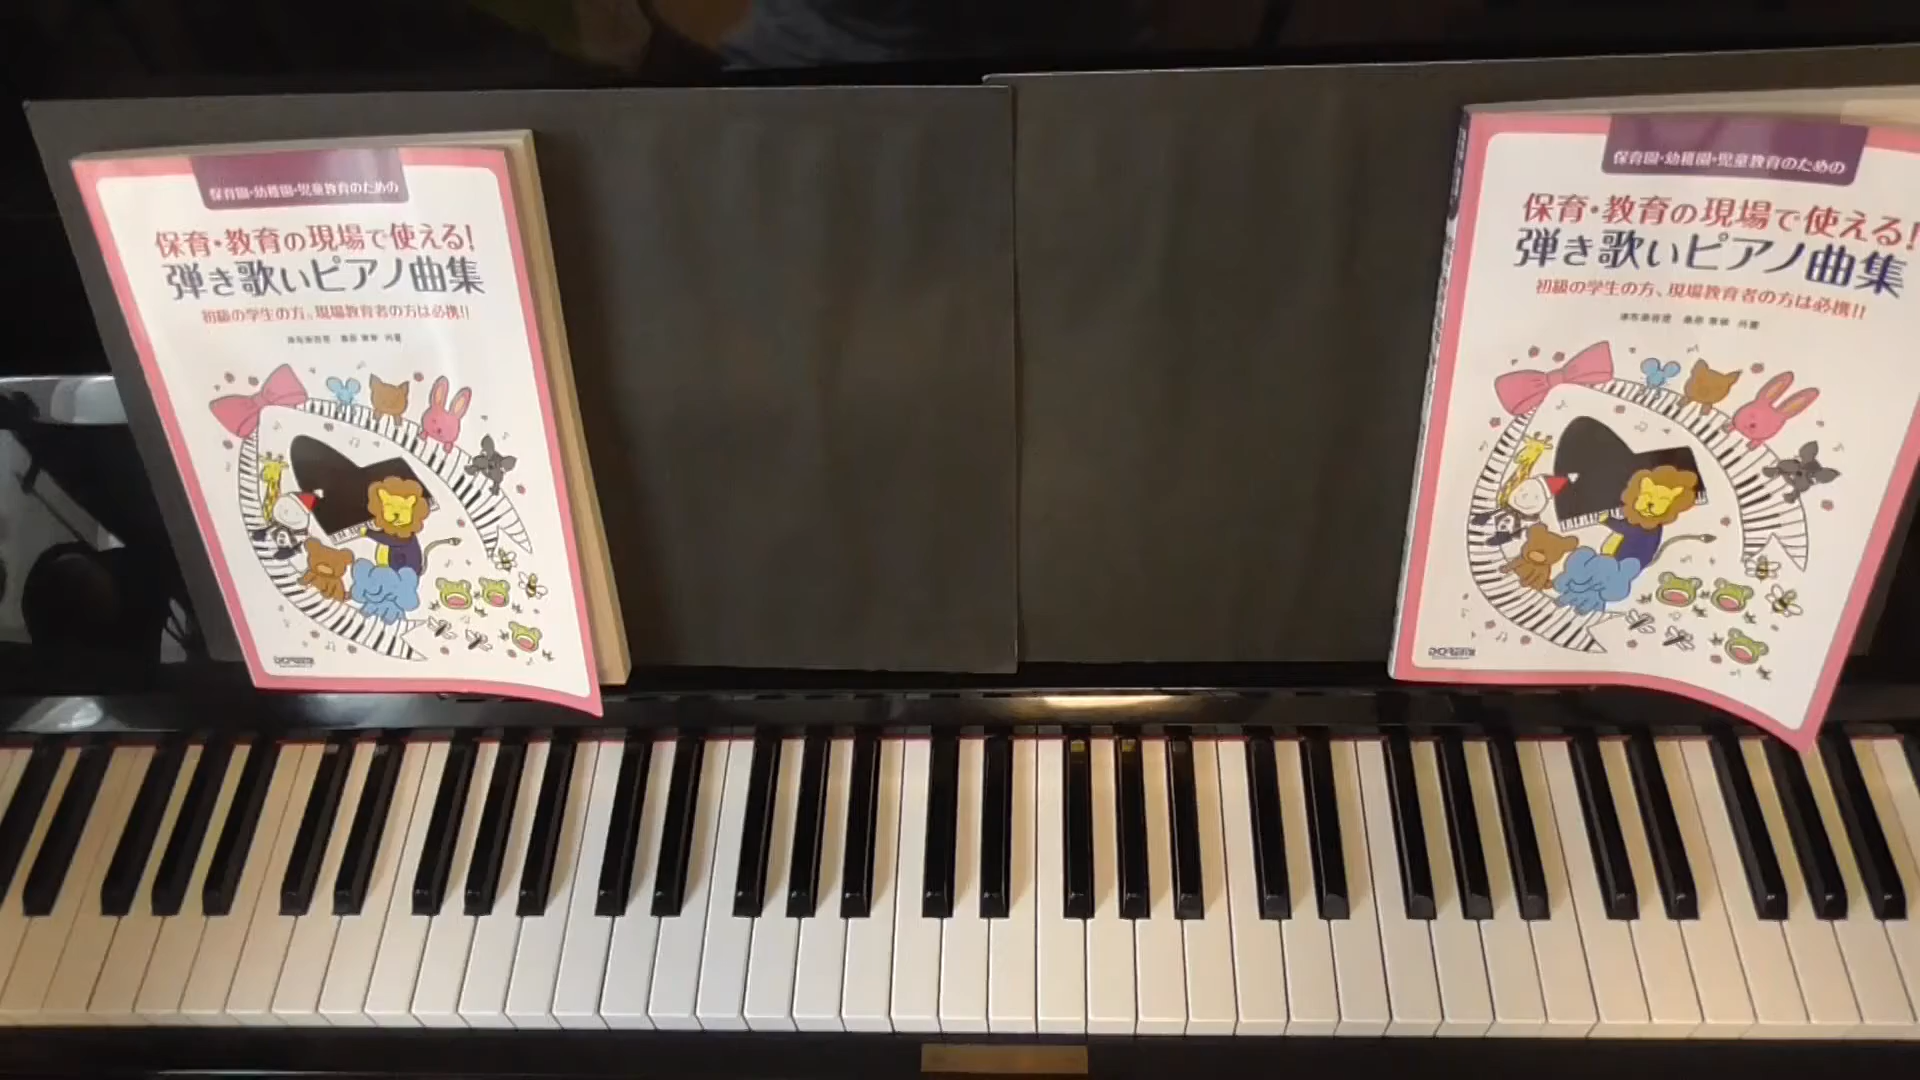 保育園・幼稚園・児童教育のための
保育・教育の現場で使える!
弾き歌いピアノ曲集
初級の学生の方、現場教育者の方は必携!!
共著
保育園・幼稚園・児童教育のための
保育・教育の現場で使える!
弾き歌いピアノ曲集
初級の学生の方、現場教育者の方は必携!!
共著